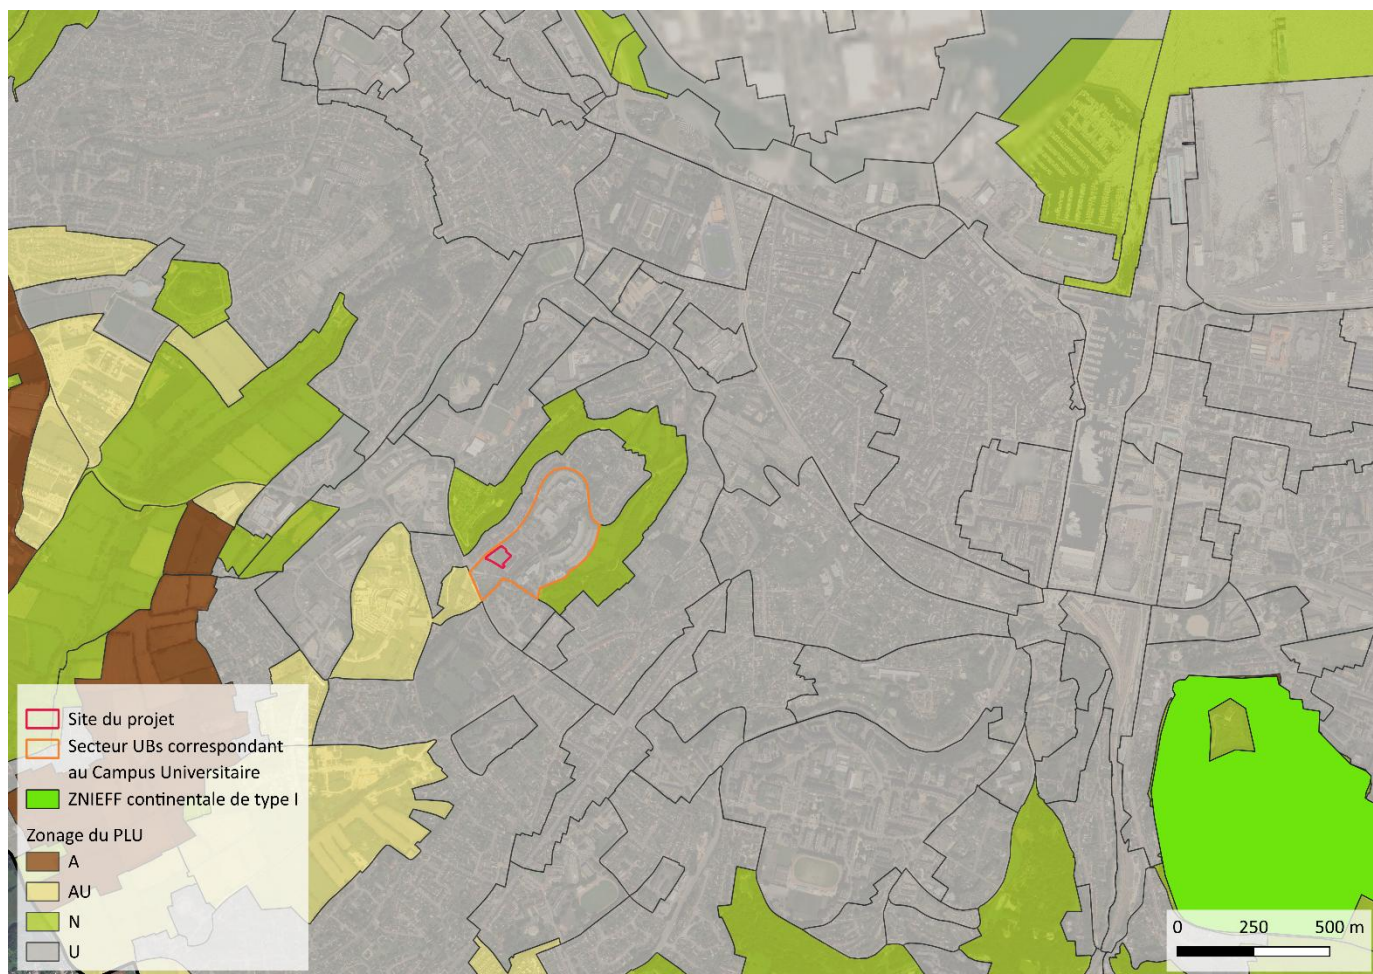 Site du projet
Secteur UBs correspondant
au Campus Universitaire
ZNIEFF continentale de type I
Zonage du PLU
A
AU
N
U
0 250 500 m